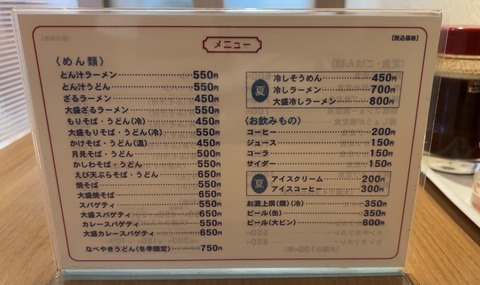 メニュー
【税込価格】
〈めん類〉
とん汁ラーメン 550円
とん汁うどん 550円
ざるラーメン 450円
大盛ざるラーメン 550円
もりそば・うどん(冷) 450円
大盛もりそば・うどん(冷) 550円
かけそば・うどん(温) 450円
月見そば・うどん 500円
かしわそば・うどん 550円
えび天ぷらそば・うどん 650円
焼そば 550円
大盛焼そば 650円
スパゲティ 550円
大盛スパゲティ 650円
カレースパゲティ 550円
大盛カレースパゲティ 650円
なべやきうどん(冬季限定) 750円
夏
冷しそうめん 450円
冷しラーメン 700円
大盛冷しラーメン 800円
〈お飲みもの〉
コーヒー 200円
ジュース 150円
コーラ 150円
サイダー 150円
夏
アイスクリーム 200円
アイスコーヒー 300円
お酒上撰(燗)(冷) 350円
ビール(缶) 350円
ビール(大ビン) 600円